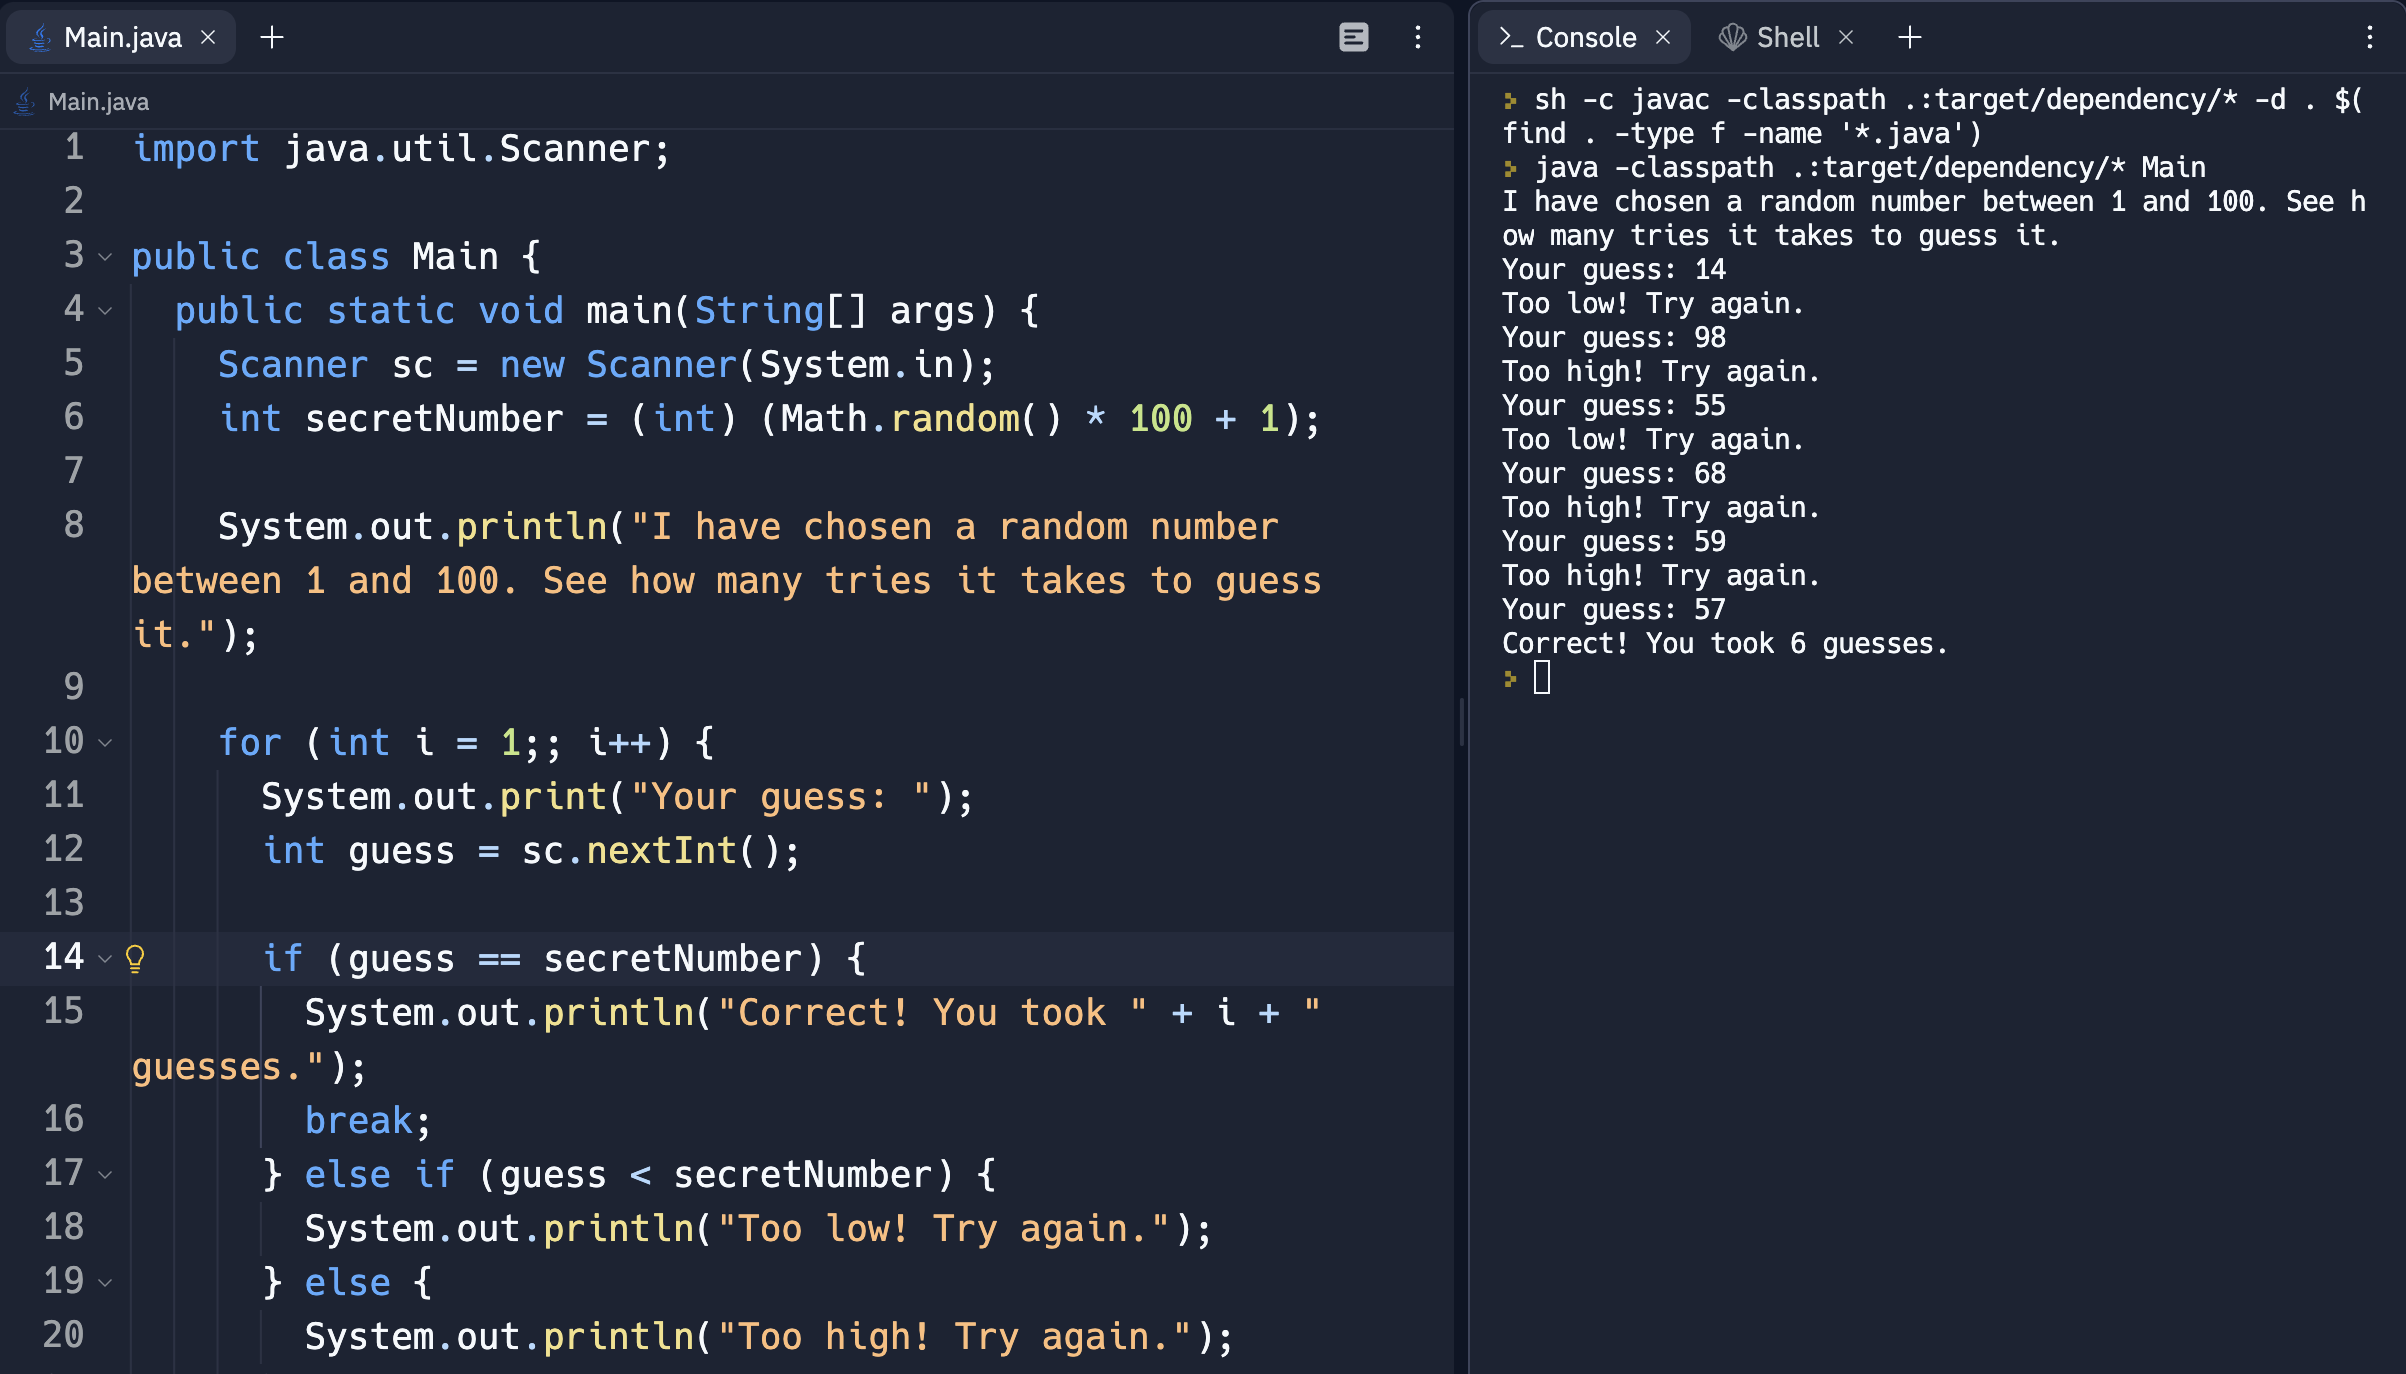 Main.java
Main.java
1 import java.util.Scanner;
2
3 public class Main {
4 public static void main(String[] args) {
5 Scanner sc = new Scanner(System.in);
6 int secretNumber = (int) (Math.random() * 100 + 1);
7
8 System.out.println("I have chosen a random number
between 1 and 100. See how many tries it takes to guess
it.");
9
10 for (int i = 1;; i++) {
11 System.out.print("Your guess: ");
12 int guess = sc.nextInt();
13
14 if (guess == secretNumber) {
15 System.out.println("Correct! You took " + i + "
guesses.");
16 break;
17 } else if (guess < secretNumber) {
18 System.out.println("Too low! Try again.");
19 } else {
20 System.out.println("Too high! Try again.");
Console
Shell
sh -c javac -classpath .:target/dependency/* -d . $(
find . -type f -name '*.java')
java -classpath .:target/dependency/* Main
I have chosen a random number between 1 and 100. See h
ow many tries it takes to guess it.
Your guess: 14
Too low! Try again.
Your guess: 98
Too high! Try again.
Your guess: 55
Too low! Try again.
Your guess: 68
Too high! Try again.
Your guess: 59
Too high! Try again.
Your guess: 57
Correct! You took 6 guesses.